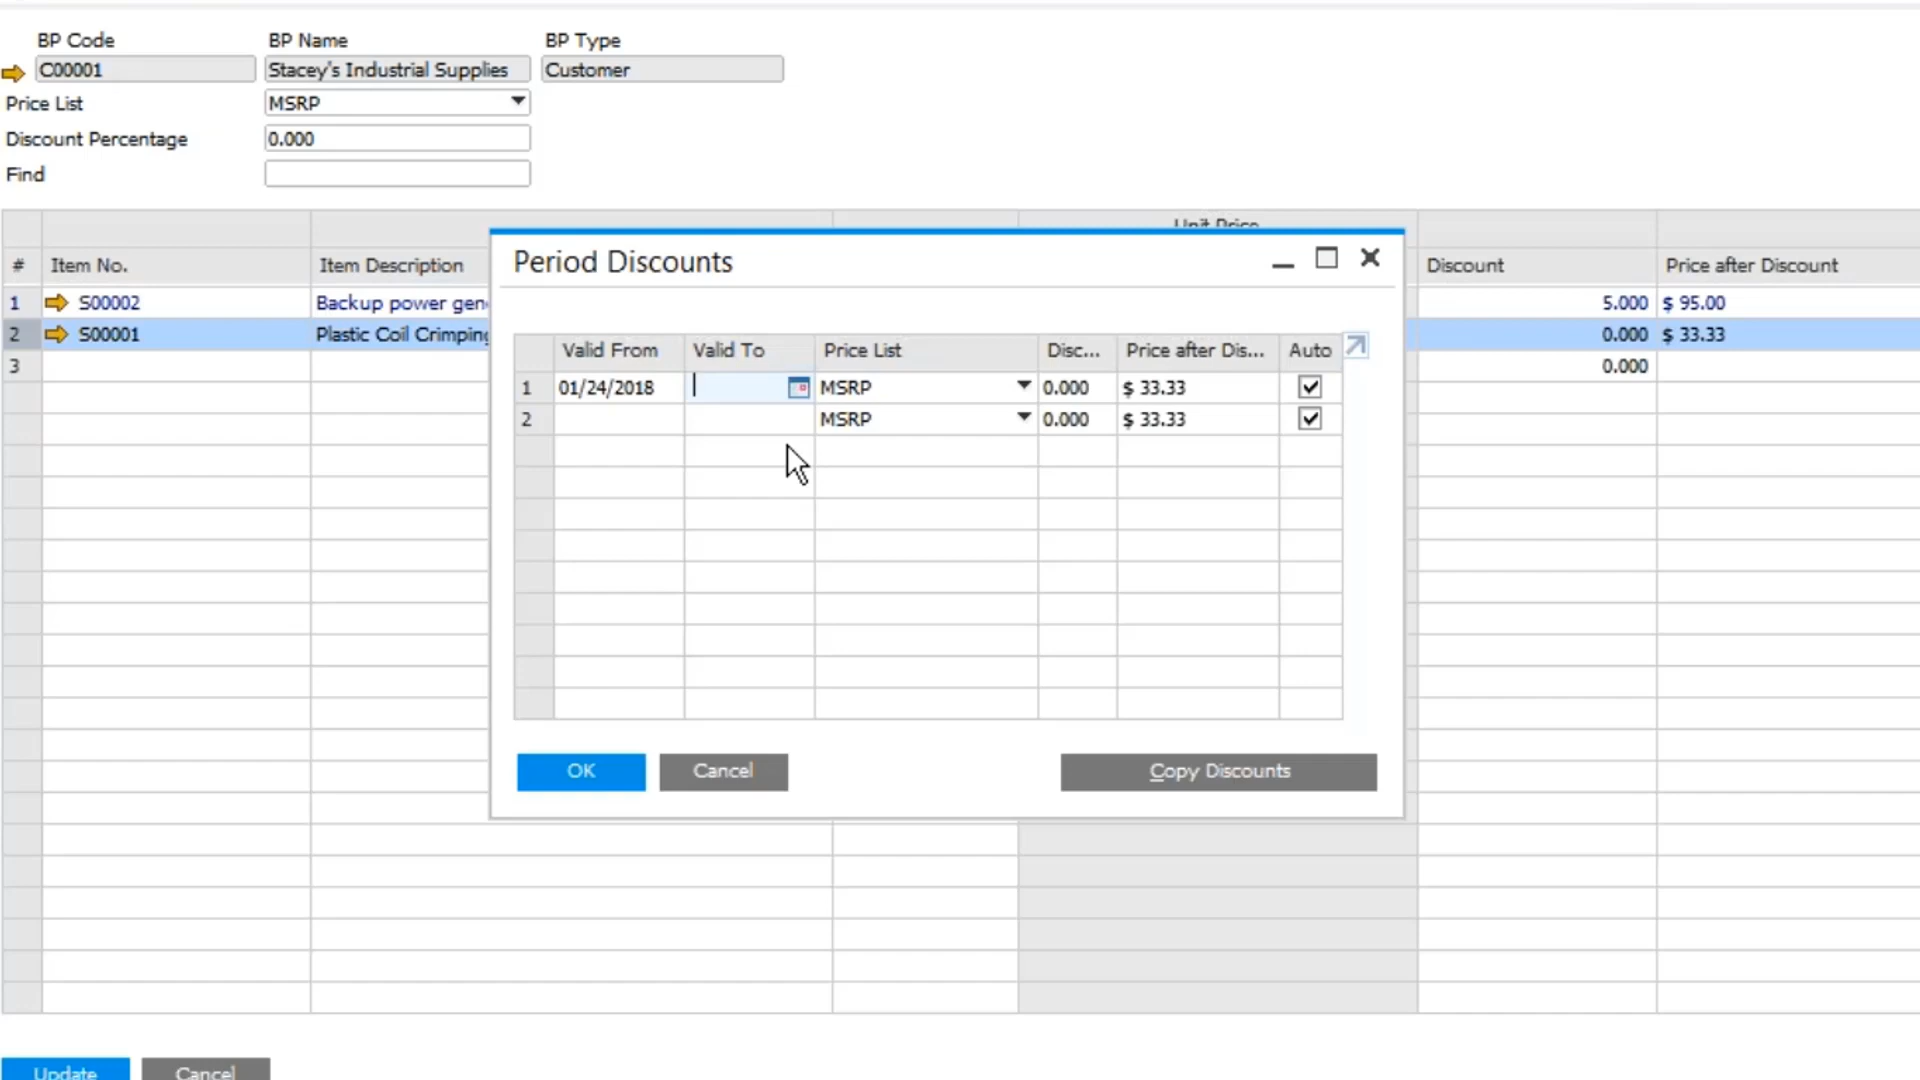 BP Code BP Name BP Type
C00001 Stacey's Industrial Supplies Customer
Price List MSRP
Discount Percentage 0.000
Find
Unit Price
# Item No. Item Description Discount Price after Discount
1 S00002 Backup power gen 5.000 $ 95.00
2 S00001 Plastic Coil Crimping 0.000 $ 33.33
3 0.000
Period Discounts
Valid From Valid To Price List Disc... Price after Dis... Auto
1 01/24/2018 MSRP 0.000 $ 33.33
2 MSRP 0.000 $ 33.33
OK Cancel Copy Discounts
Update Cancel